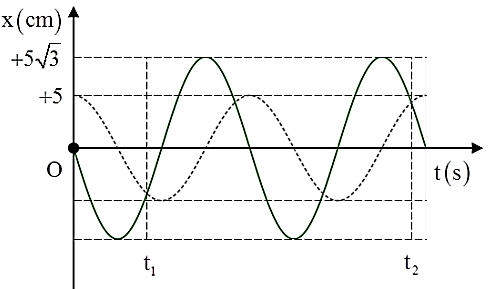 x(cm)
+5√3
+5
O
t(s)
t₁
t₂